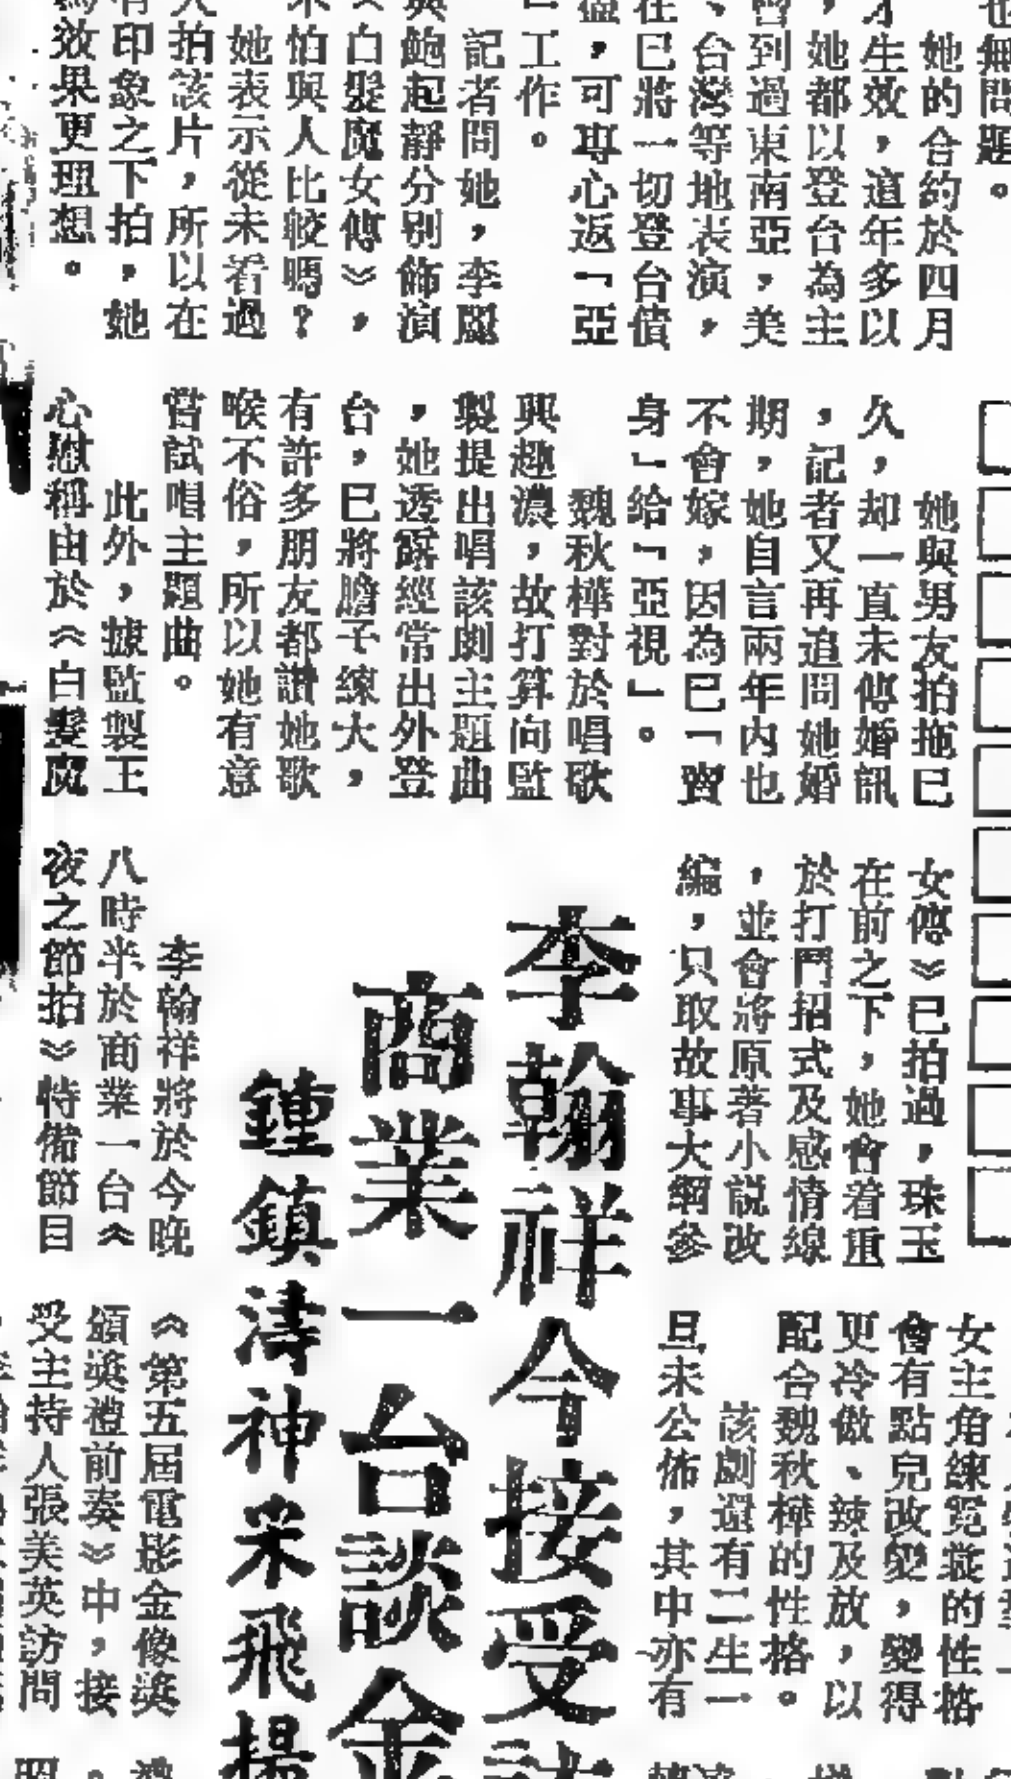 也無問題。
她的合約於四月
才生效，這年多以
，她都以登台為主
曾到過東南亞，美
、台灣等地表演，
在已將一切登台債
盡，可專心返「亞
工作。
記者問她，李麗
與鮑起靜分別飾演
《白髮魔女傳》，
不怕與人比較嗎？
她表示從未看過
人拍該片，所以在
有印象之下拍，她
為效果更理想。
她與男友拍拖已
久，却一直未傳婚訊
，記者又再追問她婚
期，她自言兩年内也
不會嫁，因為已「賣
身」給「亞視」。
魏秋樺對於唱歌
興趣濃，故打算向監
製提出唱該劇主題曲
，她透露經常出外登
台，已將膽子練大，
有許多朋友都讚她歌
喉不俗，所以她有意
嘗試唱主題曲。
此外，據監製王
心慰稱由於《白髮魔
女傳》已拍過，珠玉
在前之下，她會着重
於打鬥招式及感情線
，並會將原著小説改
編，只取故事大綱參
女主角練霓裳的性格
會有點兒改變，變得
更冷傲、辣及放，以
配合魏秋樺的性格。
該劇還有二生一
旦未公佈，其中亦有
李翰祥今接受
商業一台談金
鍾鎮濤神采飛揚
李翰祥將於今晚
八時半於商業一台《
夜之節拍》特備節目
《第五屆電影金像獎
頒獎禮前奏》中，接
受主持人張美英訪問